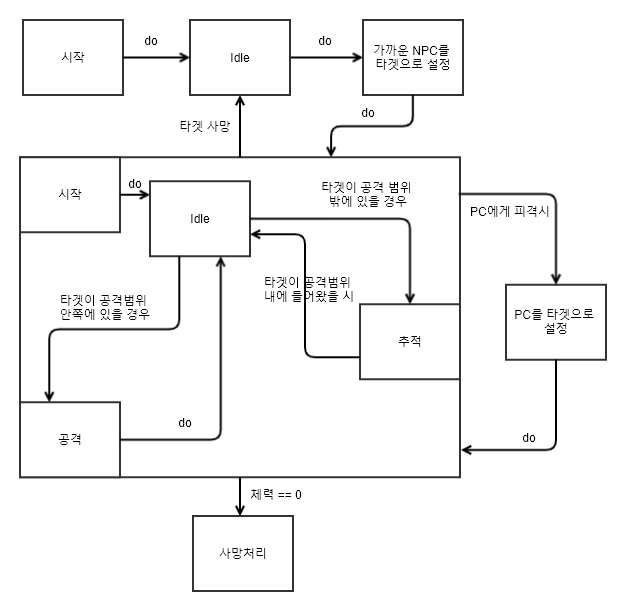 시작
do
Idle
do
가까운 NPC를
타겟으로 설정
do
타겟 사망
시작
do
Idle
타겟이 공격 범위
밖에 있을 경우
PC에게 피격시
타겟이 공격범위
내에 들어왔을 시
타겟이 공격범위
안쪽에 있을 경우
추적
PC를 타겟으로
설정
공격
do
do
체력 == 0
사망처리